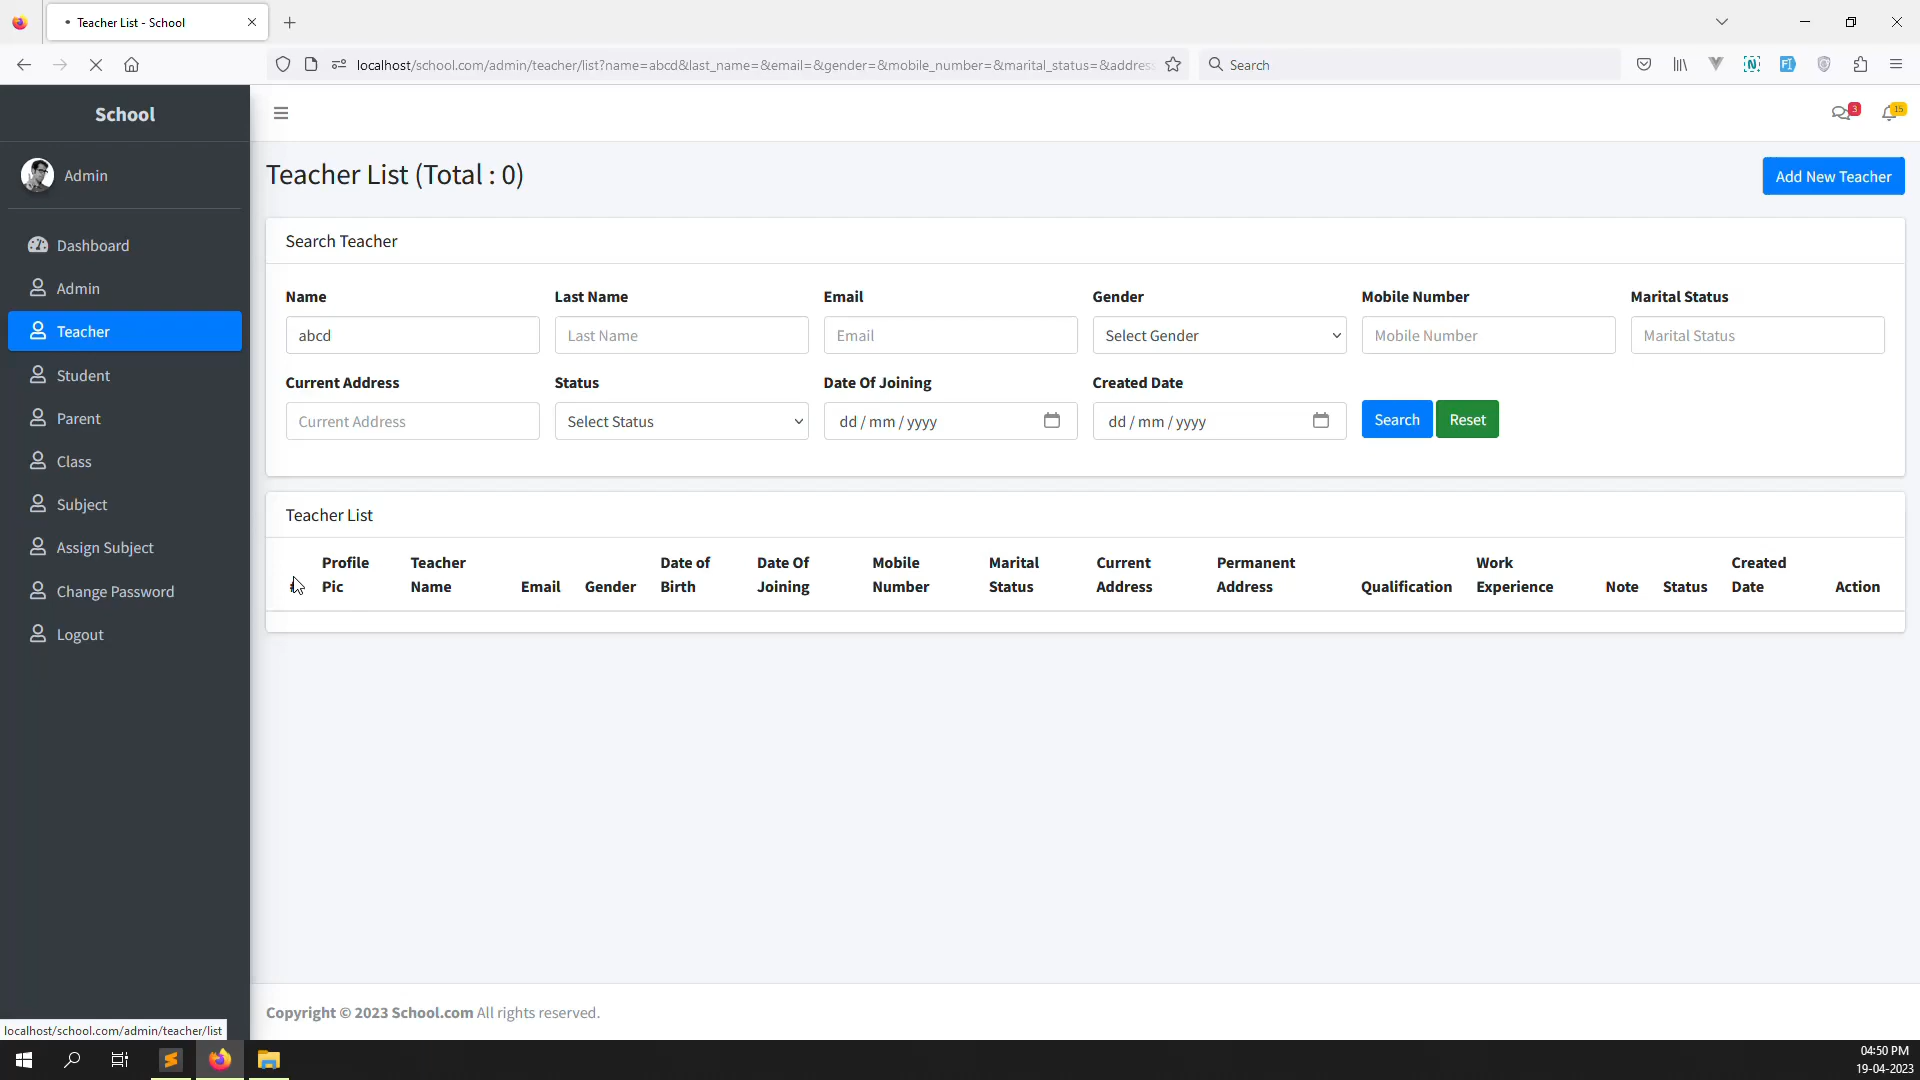 Teacher List - School
localhost/school.com/admin/teacher/list?name=abcd&last_name=&email=&gender=&mobile_number=&marital_status=&addres
Search
School
3
15
Admin
Dashboard
Admin
Teacher
Student
Parent
Class
Subject
Assign Subject
Change Password
Logout
Teacher List (Total : 0)
Add New Teacher
Search Teacher
Name
Last Name
Email
Gender
Mobile Number
Marital Status
abcd
Last Name
Email
Select Gender
Mobile Number
Marital Status
Current Address
Status
Date Of Joining
Created Date
Current Address
Select Status
dd / mm / yyyy
dd / mm / yyyy
Search
Reset
Teacher List
Profile Pic
Teacher Name
Email
Gender
Date of Birth
Date Of Joining
Mobile Number
Marital Status
Current Address
Permanent Address
Qualification
Work Experience
Note
Status
Created Date
Action
Copyright © 2023 School.com All rights reserved.
localhost/school.com/admin/teacher/list
04:50 PM
19-04-2023